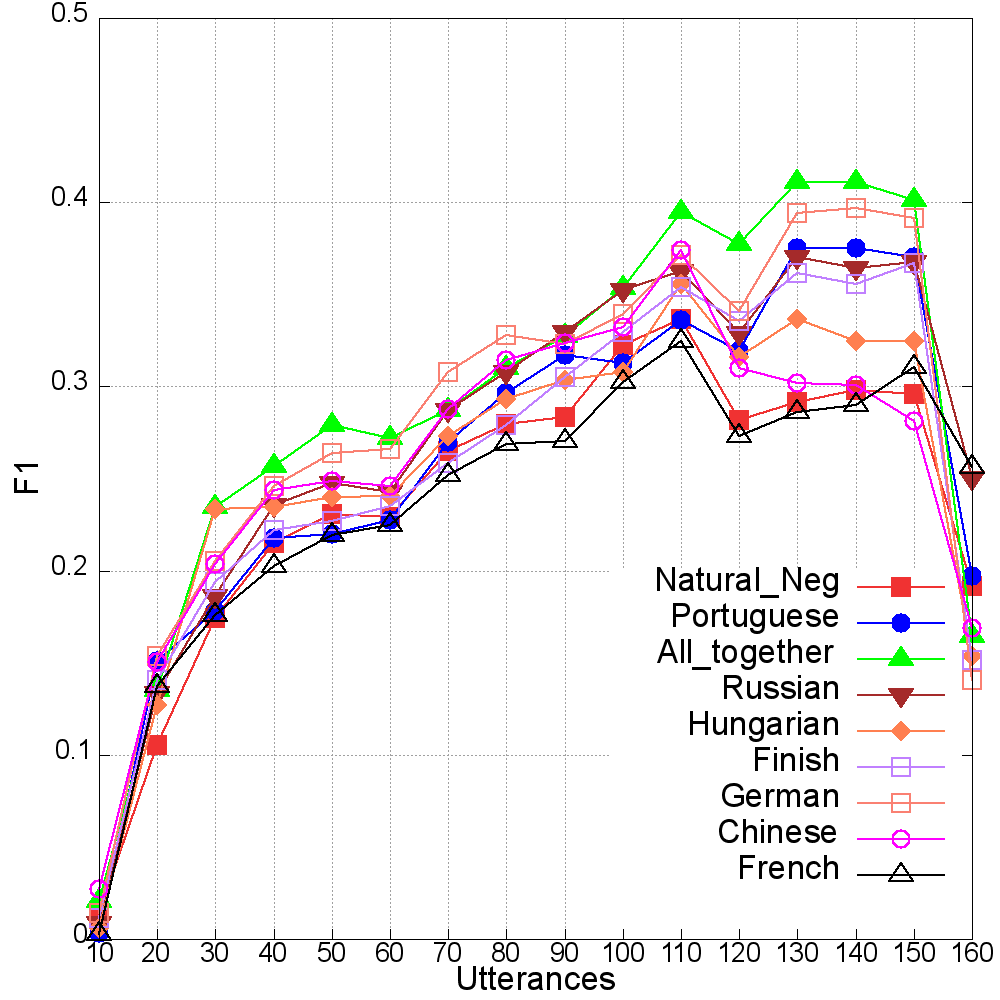 0.5
0.4
0.3
0.2
0.1
0
F1
10 20 30 40 50 60 70 80 90 100 110 120 130 140 150 160
Utterances
Natural_Neg
Portuguese
All_together
Russian
Hungarian
Finish
German
Chinese
French